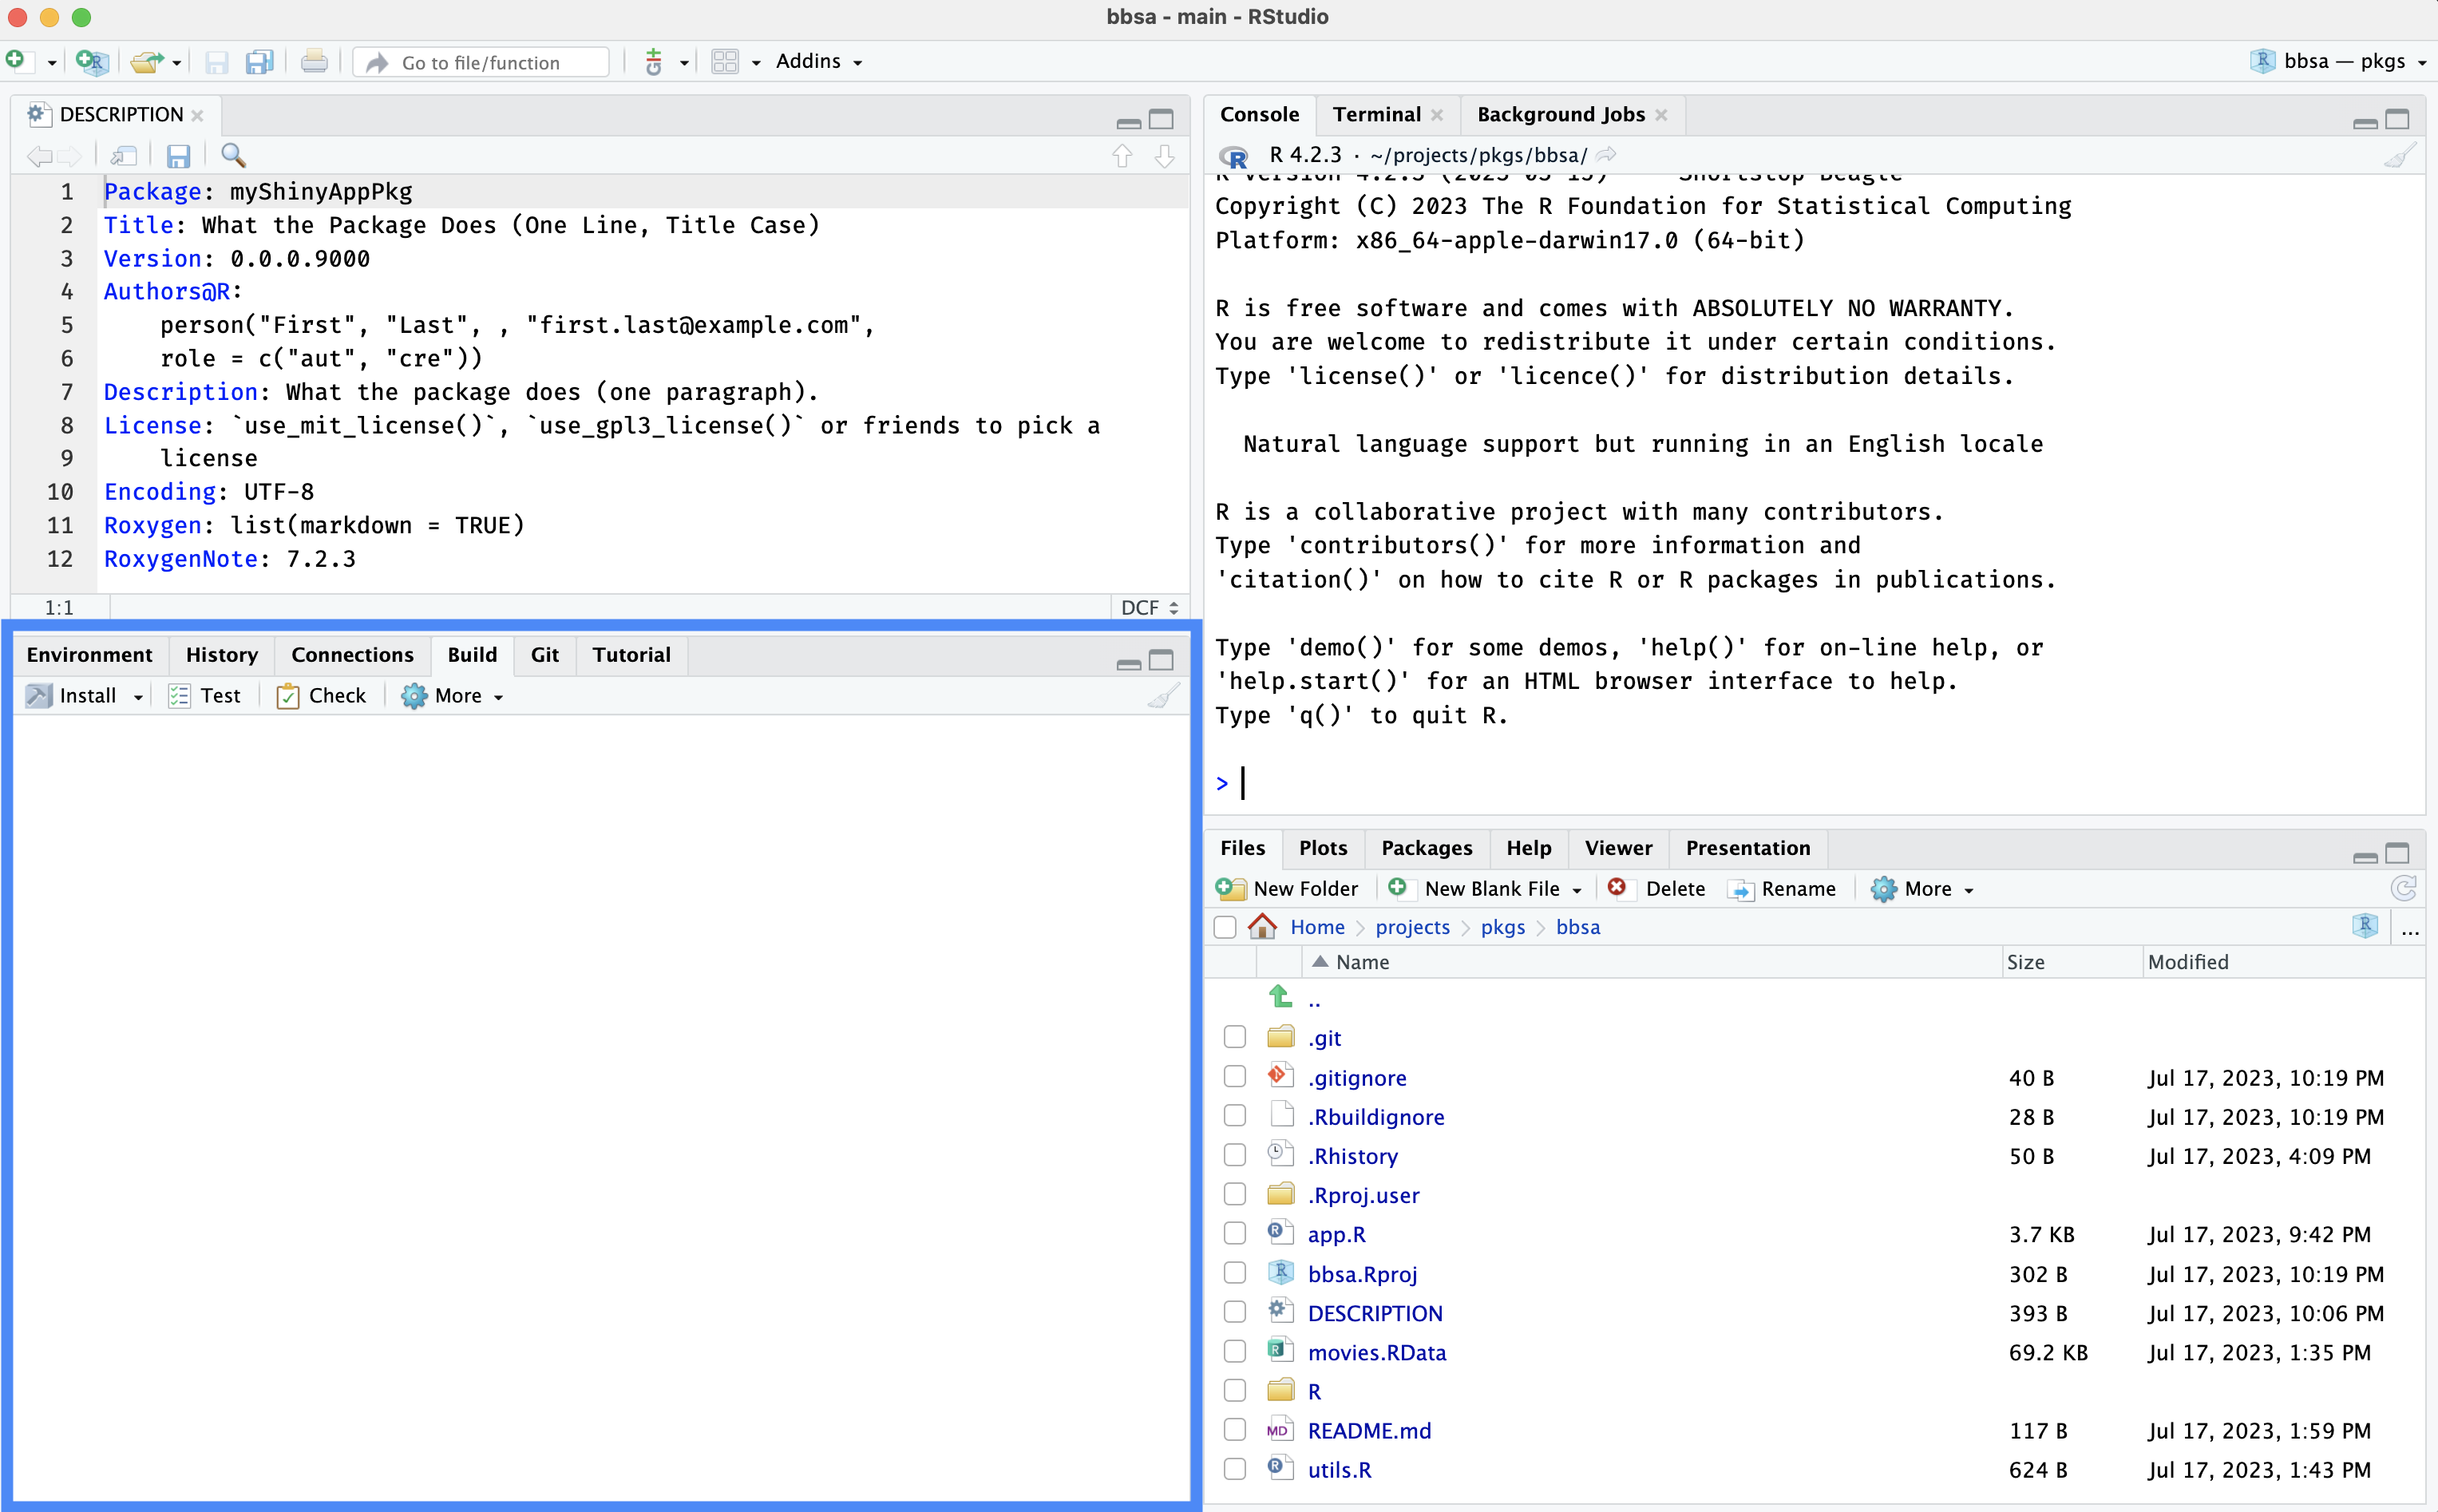 bbsa - main - RStudio
Go to file/function
Addins
bbsa — pkgs
DESCRIPTION
1 Package: myShinyAppPkg
2 Title: What the Package Does (One Line, Title Case)
3 Version: 0.0.0.9000
4 Authors@R:
5 person("First", "Last", , "first.last@example.com",
6 role = c("aut", "cre"))
7 Description: What the package does (one paragraph).
8 License: `use_mit_license()`, `use_gpl3_license()` or friends to pick a
9 license
10 Encoding: UTF-8
11 Roxygen: list(markdown = TRUE)
12 RoxygenNote: 7.2.3
1:1 DCF
Environment History Connections Build Git Tutorial
Install Test Check More
Console Terminal Background Jobs
R 4.2.3 · ~/projects/pkgs/bbsa/
R version 4.2.3 (2023-03-15) -- "Shortstop Beagle"
Copyright (C) 2023 The R Foundation for Statistical Computing
Platform: x86_64-apple-darwin17.0 (64-bit)
R is free software and comes with ABSOLUTELY NO WARRANTY.
You are welcome to redistribute it under certain conditions.
Type 'license()' or 'licence()' for distribution details.
Natural language support but running in an English locale
R is a collaborative project with many contributors.
Type 'contributors()' for more information and
'citation()' on how to cite R or R packages in publications.
Type 'demo()' for some demos, 'help()' for on-line help, or
'help.start()' for an HTML browser interface to help.
Type 'q()' to quit R.
>
Files Plots Packages Help Viewer Presentation
New Folder New Blank File Delete Rename More
Home projects pkgs bbsa ...
Name Size Modified
..
.git
.gitignore 40 B Jul 17, 2023, 10:19 PM
.Rbuildignore 28 B Jul 17, 2023, 10:19 PM
.Rhistory 50 B Jul 17, 2023, 4:09 PM
.Rproj.user
app.R 3.7 KB Jul 17, 2023, 9:42 PM
bbsa.Rproj 302 B Jul 17, 2023, 10:19 PM
DESCRIPTION 393 B Jul 17, 2023, 10:06 PM
movies.RData 69.2 KB Jul 17, 2023, 1:35 PM
R
README.md 117 B Jul 17, 2023, 1:59 PM
utils.R 624 B Jul 17, 2023, 1:43 PM